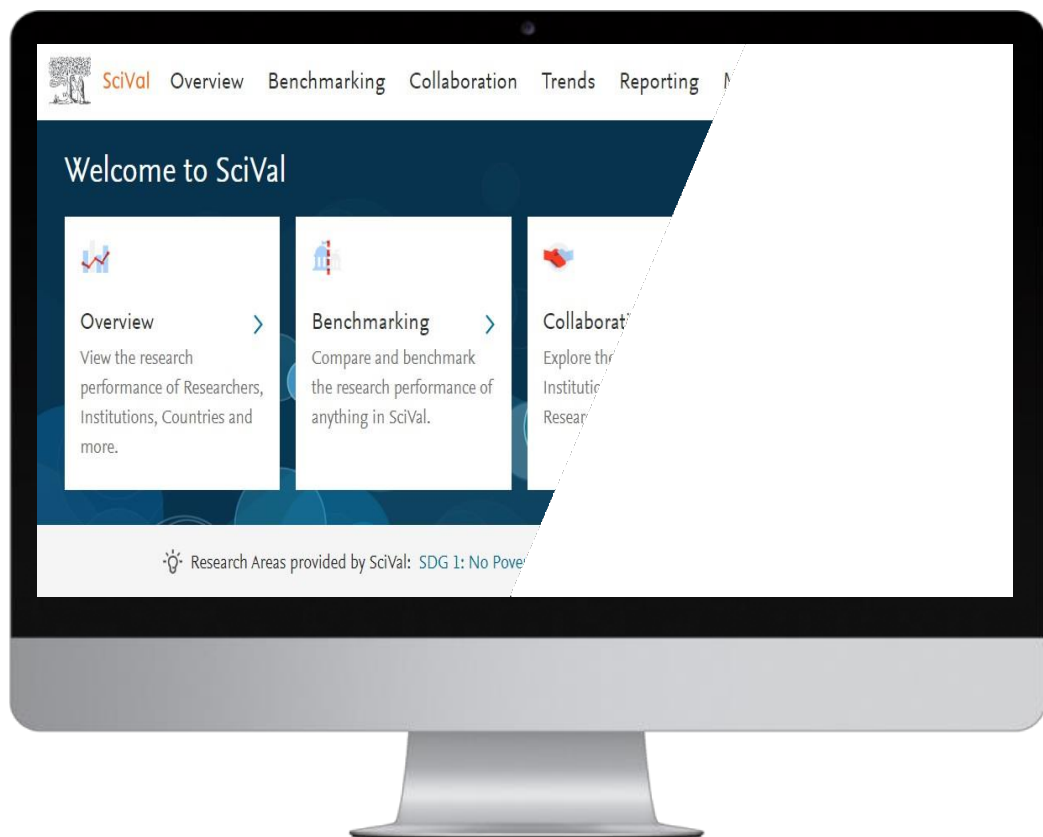 SciVal Overview Benchmarking Collaboration Trends Reporting
Welcome to SciVal
Overview
View the research
performance of Researchers,
Institutions, Countries and
more.
Benchmarking
Compare and benchmark
the research performance of
anything in SciVal.
Explore the
Research Areas provided by SciVal: SDG 1: No